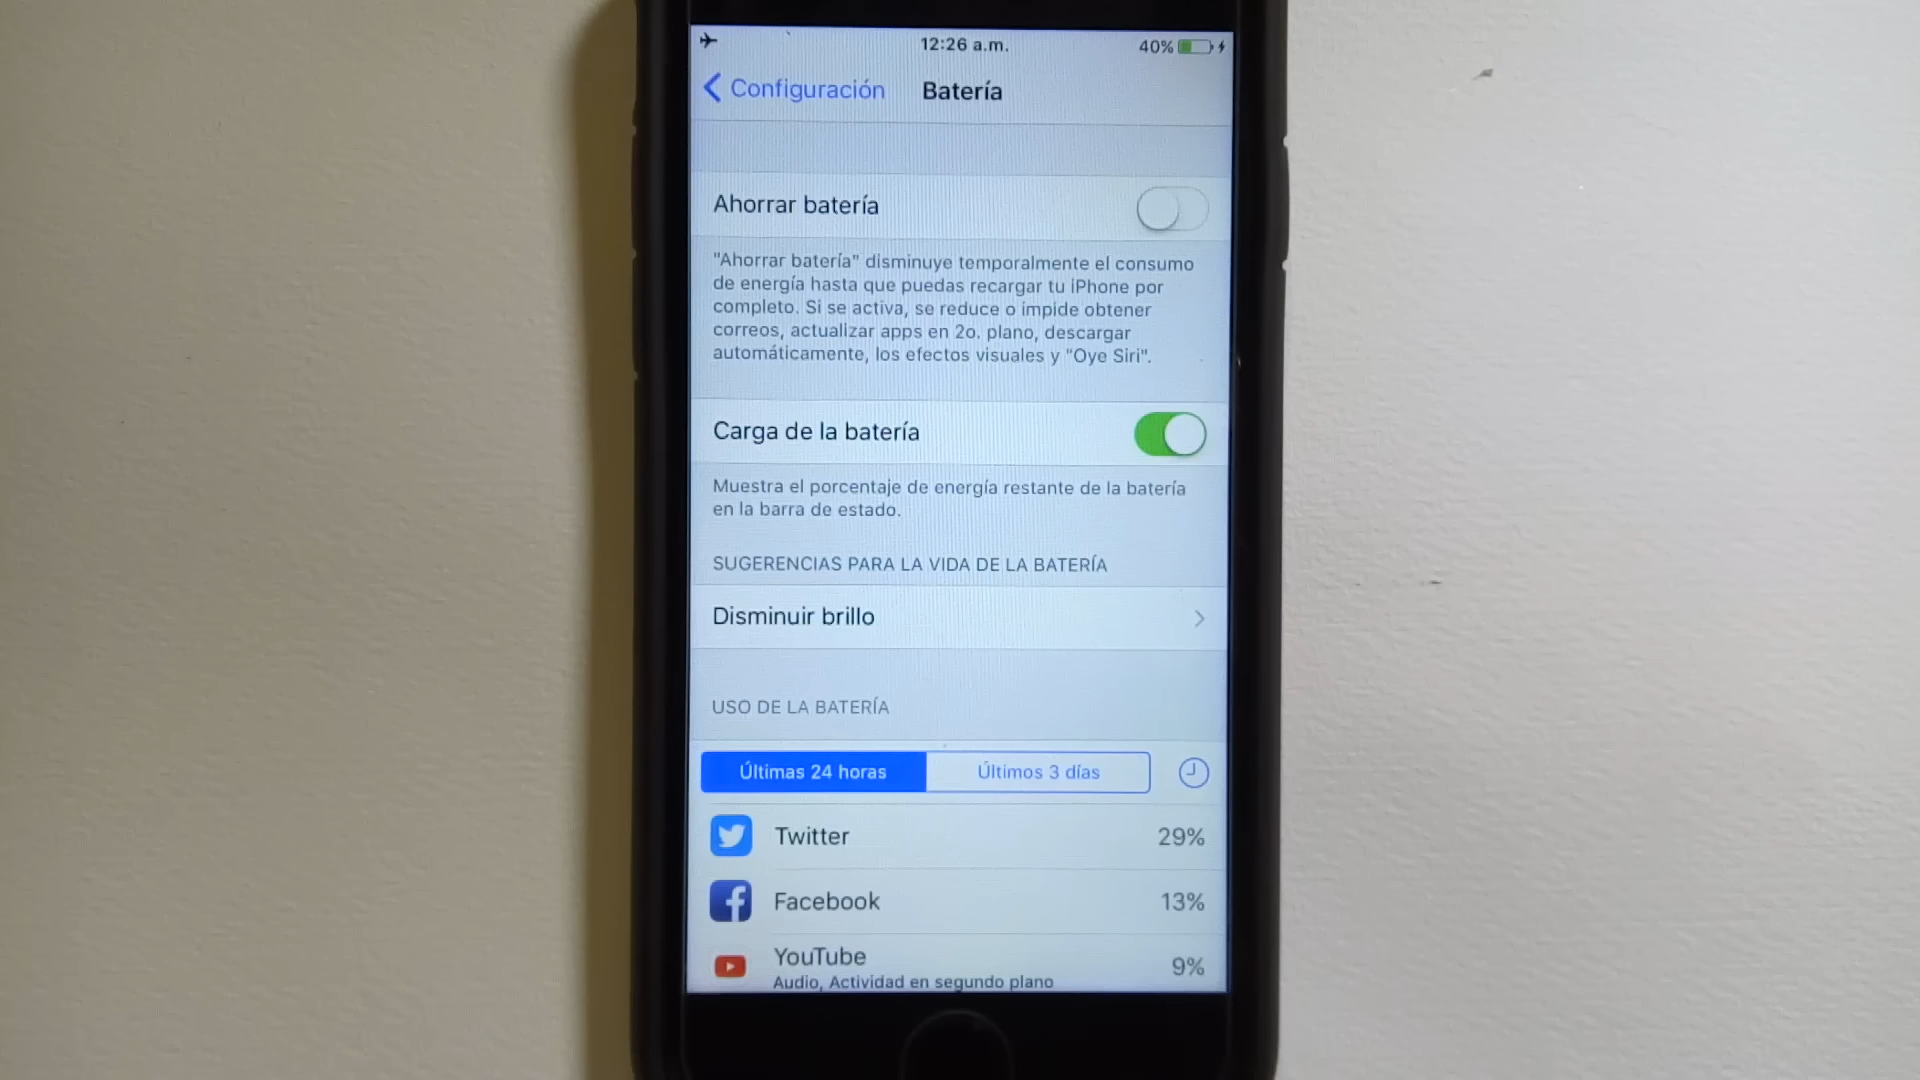 12:26 a.m.
40%
Configuración
Batería
Ahorrar batería
"Ahorrar batería" disminuye temporalmente el consumo
de energía hasta que puedas recargar tu iPhone por
completo. Si se activa, se reduce o impide obtener
correos, actualizar apps en 2o. plano, descargar
automáticamente, los efectos visuales y "Oye Siri".
Carga de la batería
Muestra el porcentaje de energía restante de la batería
en la barra de estado.
SUGERENCIAS PARA LA VIDA DE LA BATERÍA
Disminuir brillo
USO DE LA BATERÍA
Últimas 24 horas
Últimos 3 días
Twitter
29%
Facebook
13%
YouTube
9%
Audio, Actividad en segundo plano